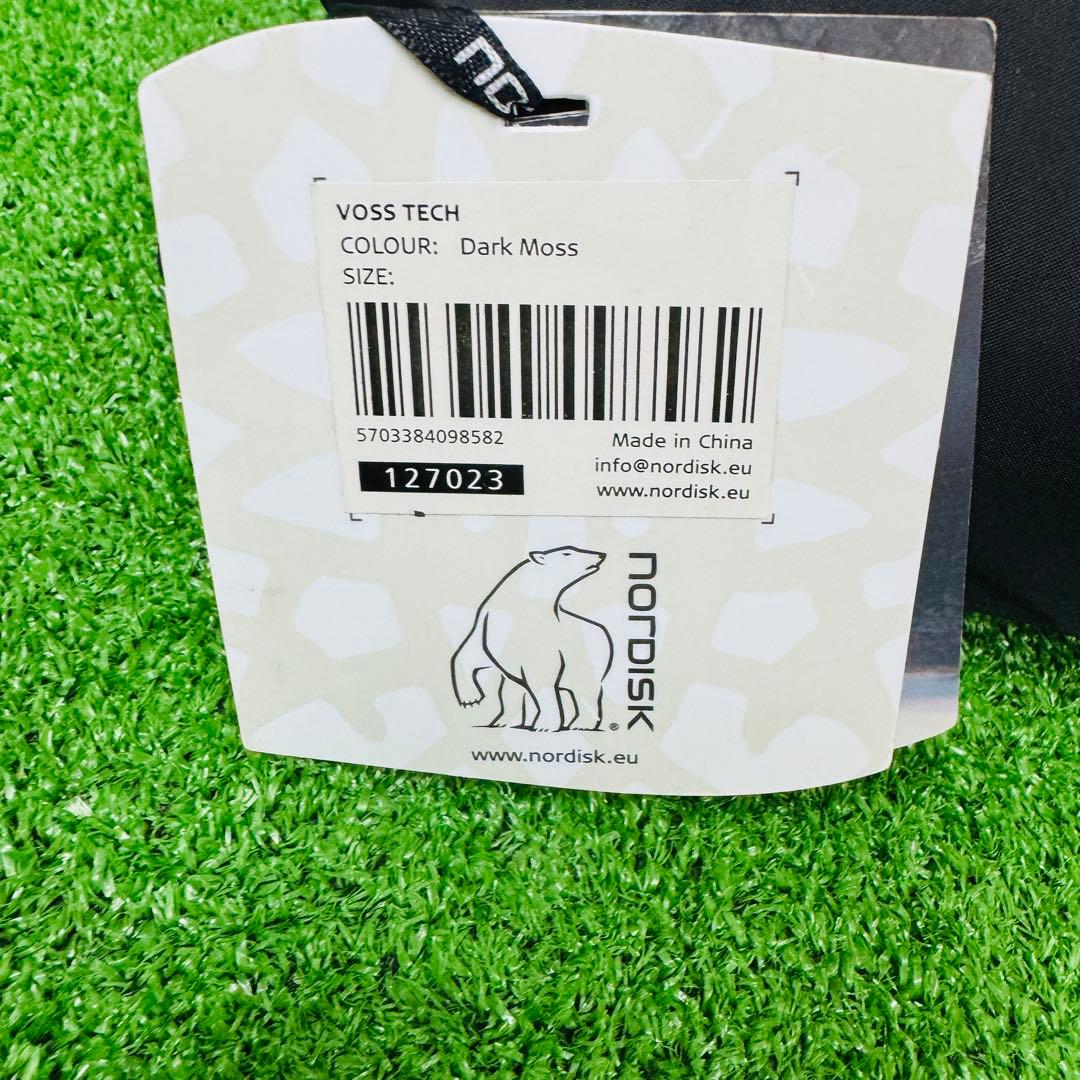 VOSS TECH
COLOUR: Dark Moss
SIZE:
5703384098582
Made in China
127023
info@nordisk.eu
www.nordisk.eu
NORDISK
®
www.nordisk.eu